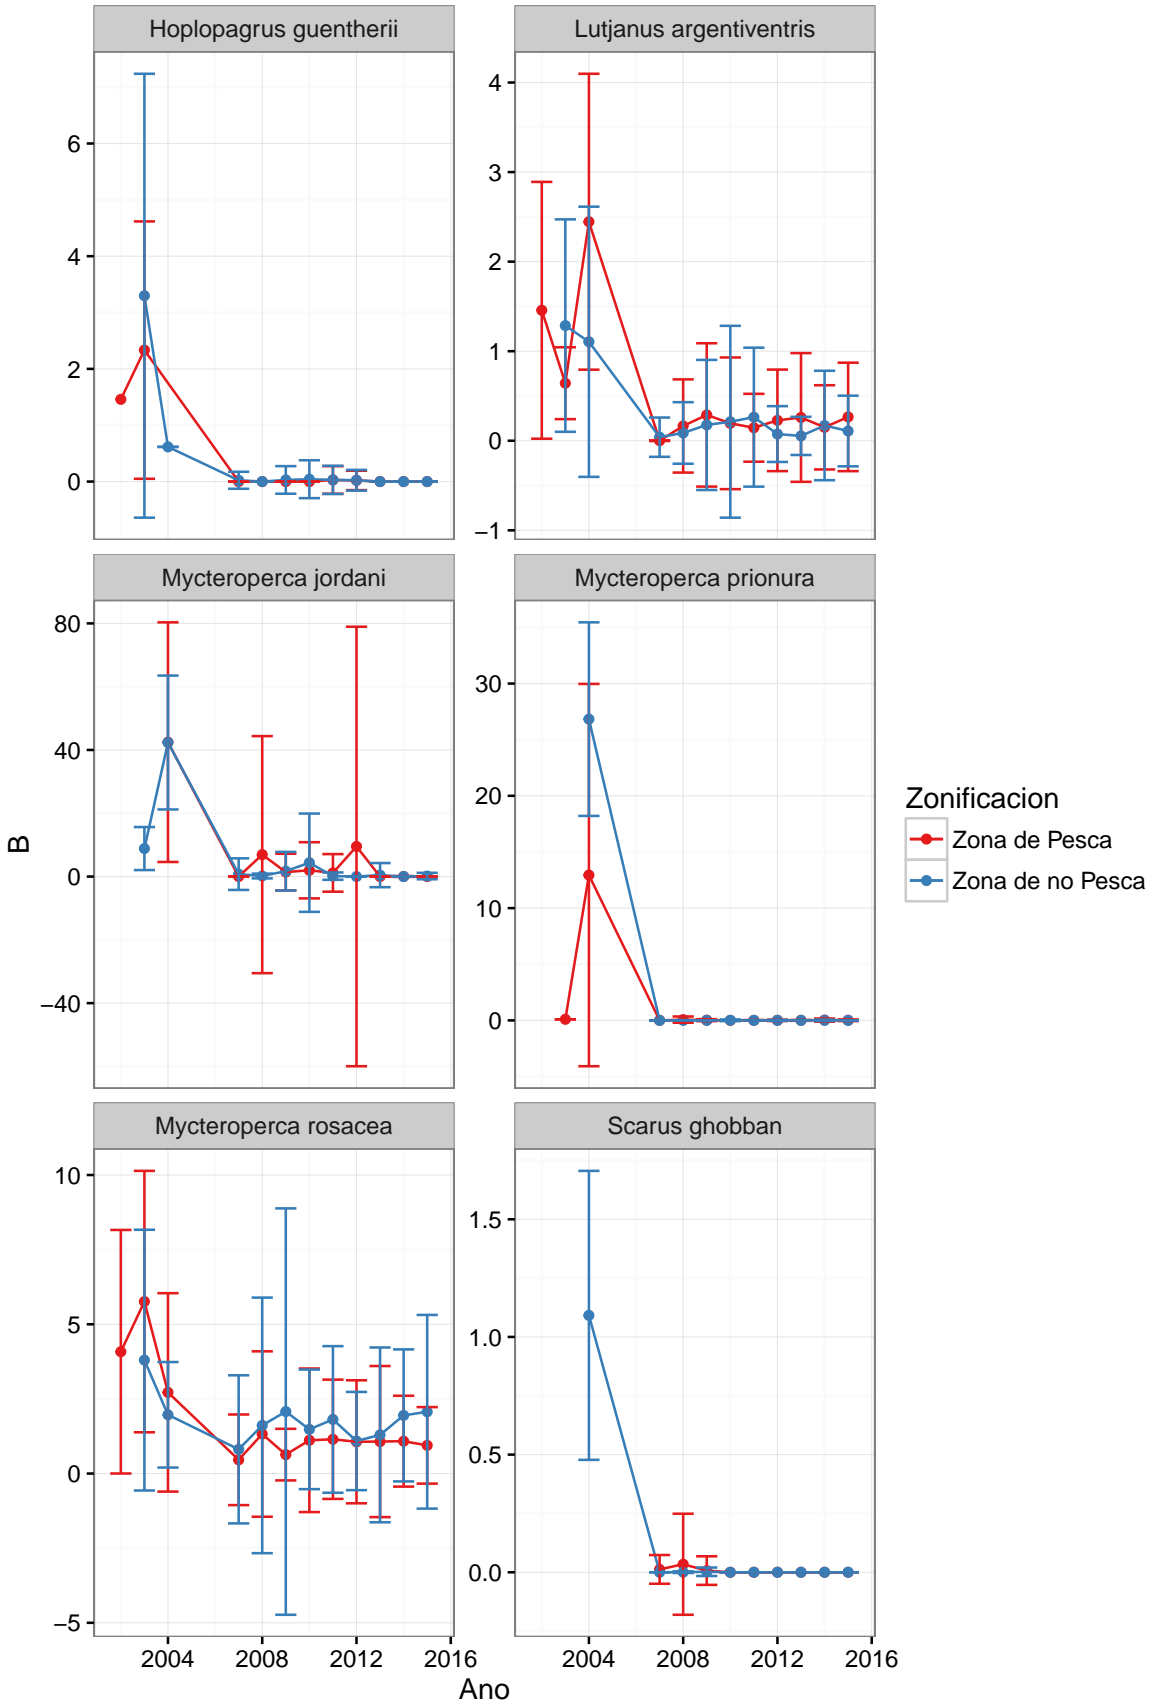 Hoplopagrus guentherii
Lutjanus argentiventris
6
4
2
0
4
3
2
1
0
−1
Mycteroperca jordani
Mycteroperca prionura
80
40
0
−40
30
20
10
0
B
Zonificacion
Zona de Pesca
Zona de no Pesca
Mycteroperca rosacea
Scarus ghobban
10
5
0
−5
1.5
1.0
0.5
0.0
2004 2008 2012 2016
2004 2008 2012 2016
Ano